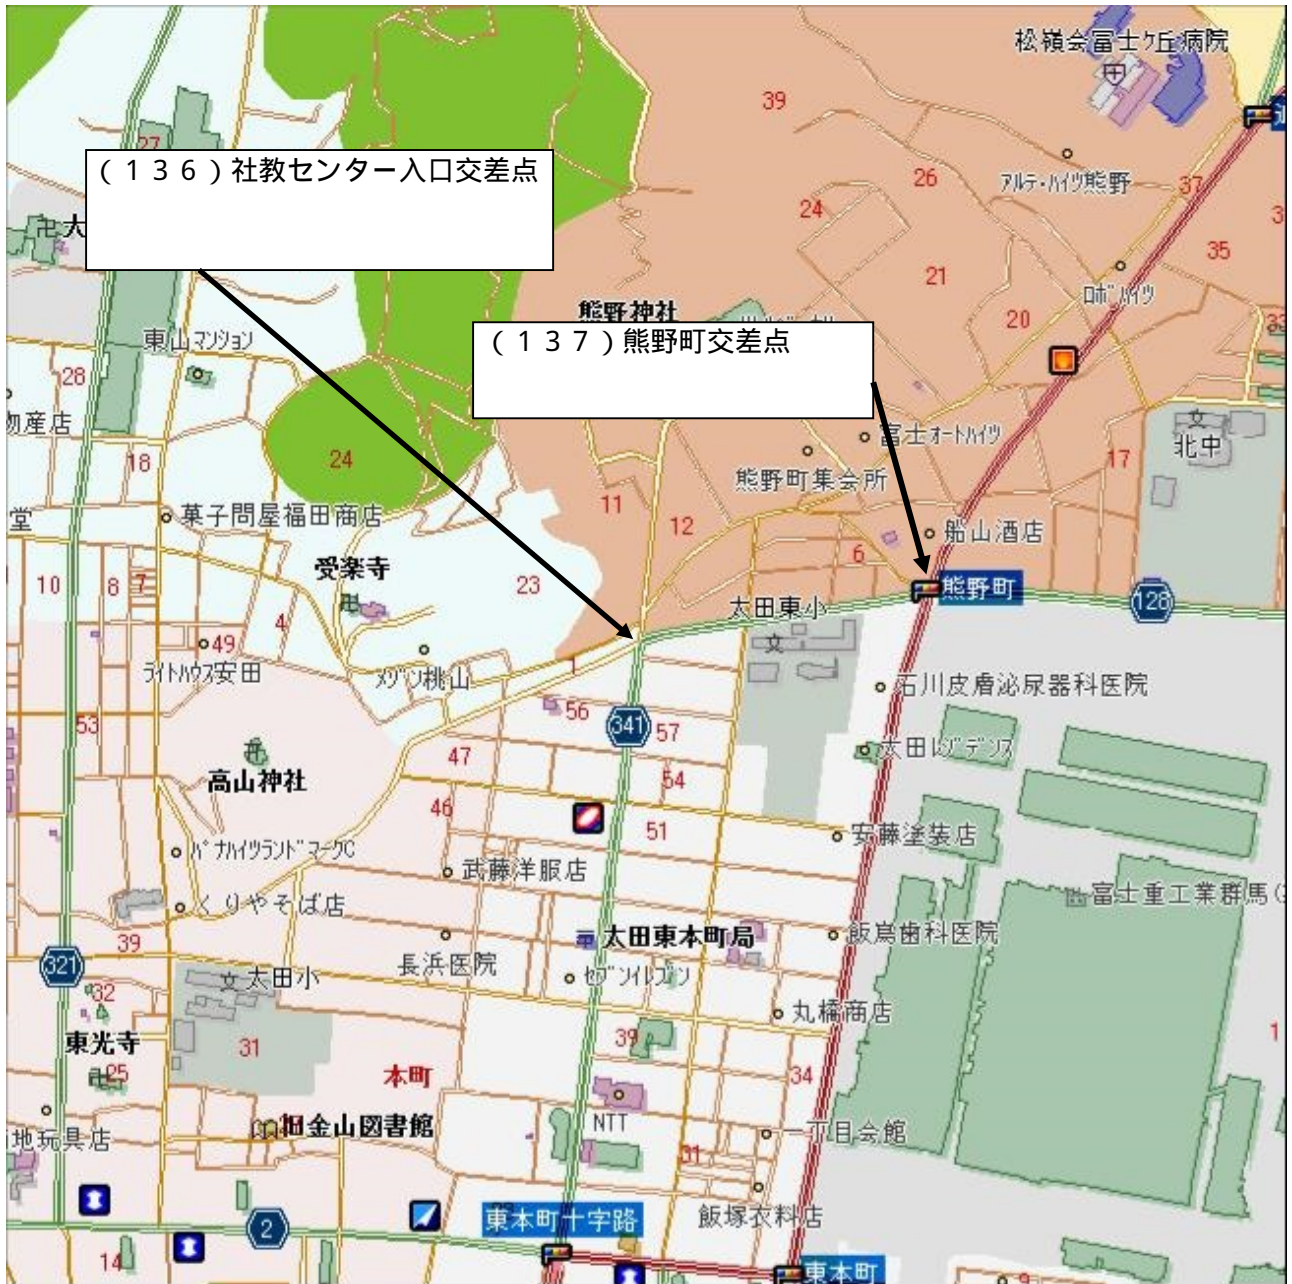 松嶺会富士ケ丘病院
39
27
(136)社教センター入口交差点
26
アルテ・ハイツ熊野
37
24
大
35
21
ロボハイツ
熊野神社
20
33
(137)熊野町交差点
東山マンション
28
物産店
富士オートハイツ
北中
18
24
熊野町集会所
17
11
堂
菓子問屋福田商店
12
船山酒店
6
受楽寺
10
8
7
23
熊野町
128
太田東小
4
49
1
ライトハウス安田
メゾン桃山
石川皮膚泌尿器科医院
56
341
57
53
太田レジデンス
47
高山神社
54
46
51
安藤塗装店
パナハイツランドマークC
武藤洋服店
富士重工業群馬(
くりやそば店
39
太田東本町局
飯島歯科医院
321
長浜医院
セブンイレブン
太田小
32
丸橋商店
東光寺
31
39
1
25
本町
34
旧金山図書館
NTT
一丁目会館
地玩具店
31
東本町十字路
飯塚衣料店
2
14
東本町
9